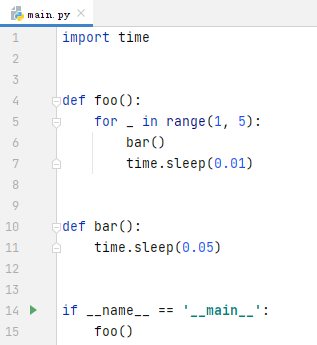 main.py
1 import time
2
3
4 def foo():
5     for _ in range(1, 5):
6         bar()
7         time.sleep(0.01)
8
9
10 def bar():
11     time.sleep(0.05)
12
13
14 if __name__ == '__main__':
15     foo()